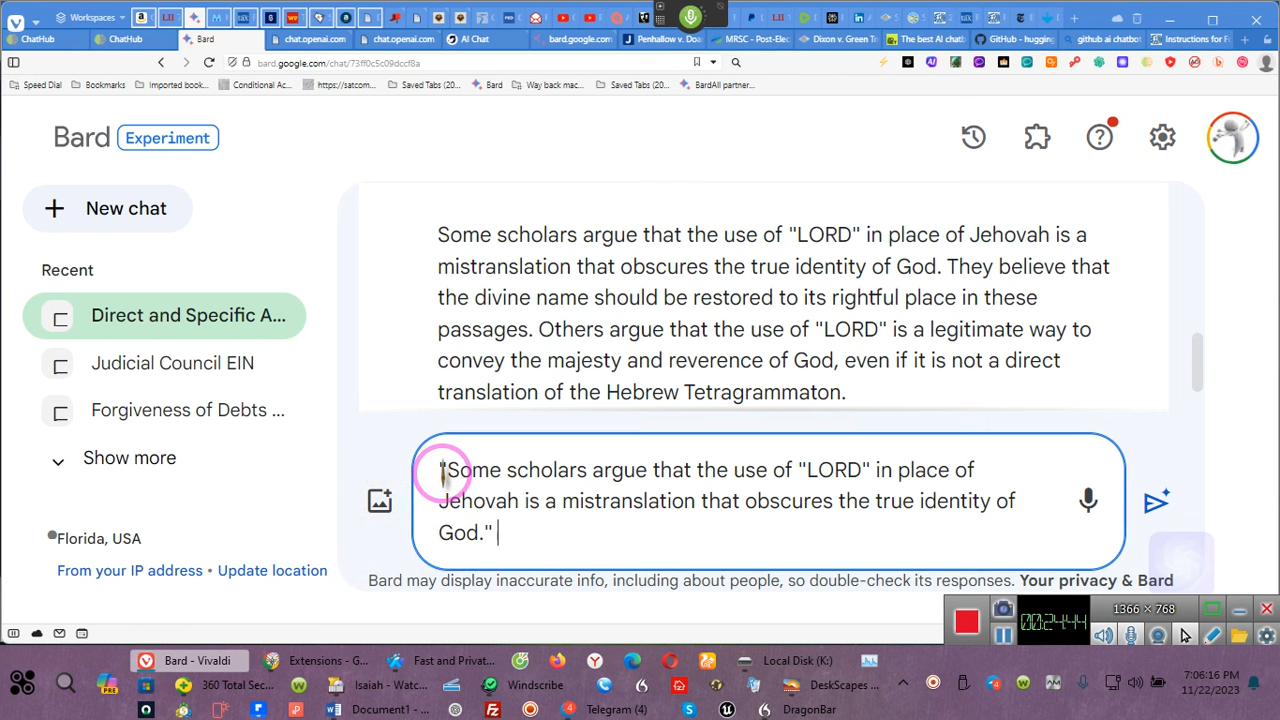 Workspaces
ChatHub
ChatHub
Bard
chat.openai.com
chat.openai.com
AI Chat
bard.google.com
Penhallow v. Doa
MRSC - Post-Elec
Dixon v. Green T
The best AI chatb
GitHub - hugging
github ai chatbot
Instructions for Fo
bard.google.com/chat/73ff0c5c09dccf8a
Speed Dial
Bookmarks
Imported book...
Conditional Ac...
https://satcom...
Saved Tabs (20...
Bard
Way back mac...
Saved Tabs (20...
BardAll partner...
Bard Experiment
New chat
Recent
Direct and Specific A...
Judicial Council EIN
Forgiveness of Debts ...
Show more
Florida, USA
From your IP address • Update location
Some scholars argue that the use of "LORD" in place of Jehovah is a
mistranslation that obscures the true identity of God. They believe that
the divine name should be restored to its rightful place in these
passages. Others argue that the use of "LORD" is a legitimate way to
convey the majesty and reverence of God, even if it is not a direct
translation of the Hebrew Tetragrammaton.
"Some scholars argue that the use of "LORD" in place of
Jehovah is a mistranslation that obscures the true identity of
God."
Bard may display inaccurate info, including about people, so double-check its responses. Your privacy & Bard
1366 × 768
00:24:44
Bard - Vivaldi
Extensions - G...
Fast and Private...
Local Disk (K:)
PRE
360 Total Sec...
Isaiah - Watc...
Windscribe
DeskScapes ...
Document1 - ...
Telegram (4)
DragonBar
7:06:16 PM
11/22/2023